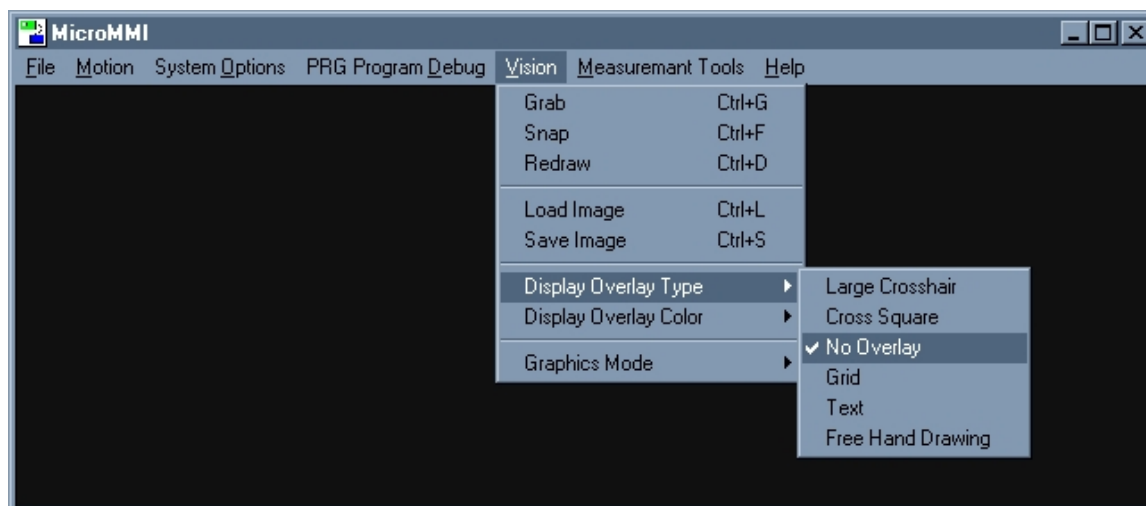 MicroMMI
File Motion System Options PRG Program Debug Vision Measuremant Tools Help
Grab Ctrl+G
Snap Ctrl+F
Redraw Ctrl+D
Load Image Ctrl+L
Save Image Ctrl+S
Display Overlay Type
Display Overlay Color
Graphics Mode
Large Crosshair
Cross Square
No Overlay
Grid
Text
Free Hand Drawing